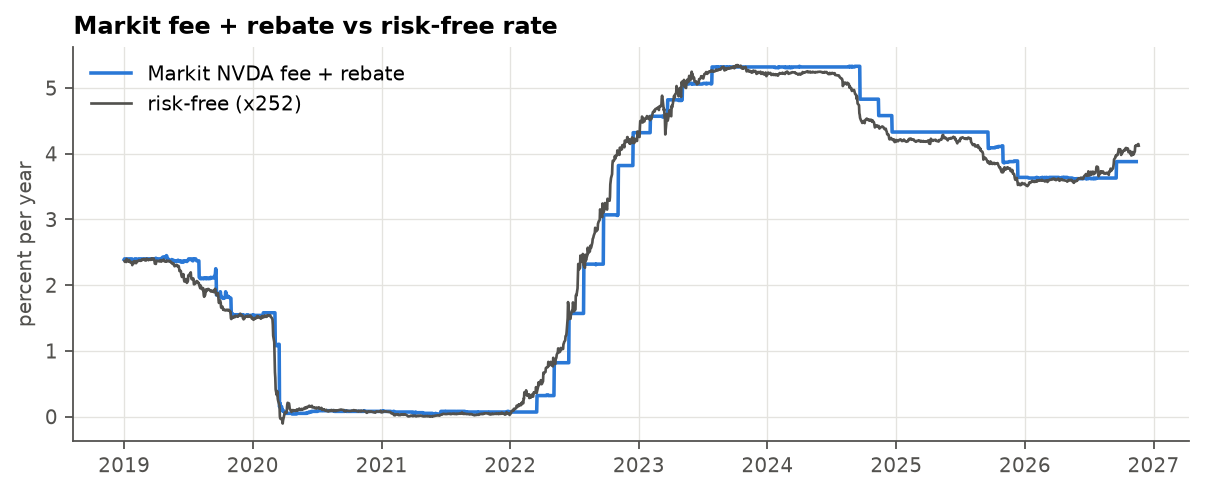 Markit fee + rebate vs risk-free rate
Markit NVDA fee + rebate
risk-free (x252)
percent per year
5
4
3
2
1
0
2019 2020 2021 2022 2023 2024 2025 2026 2027